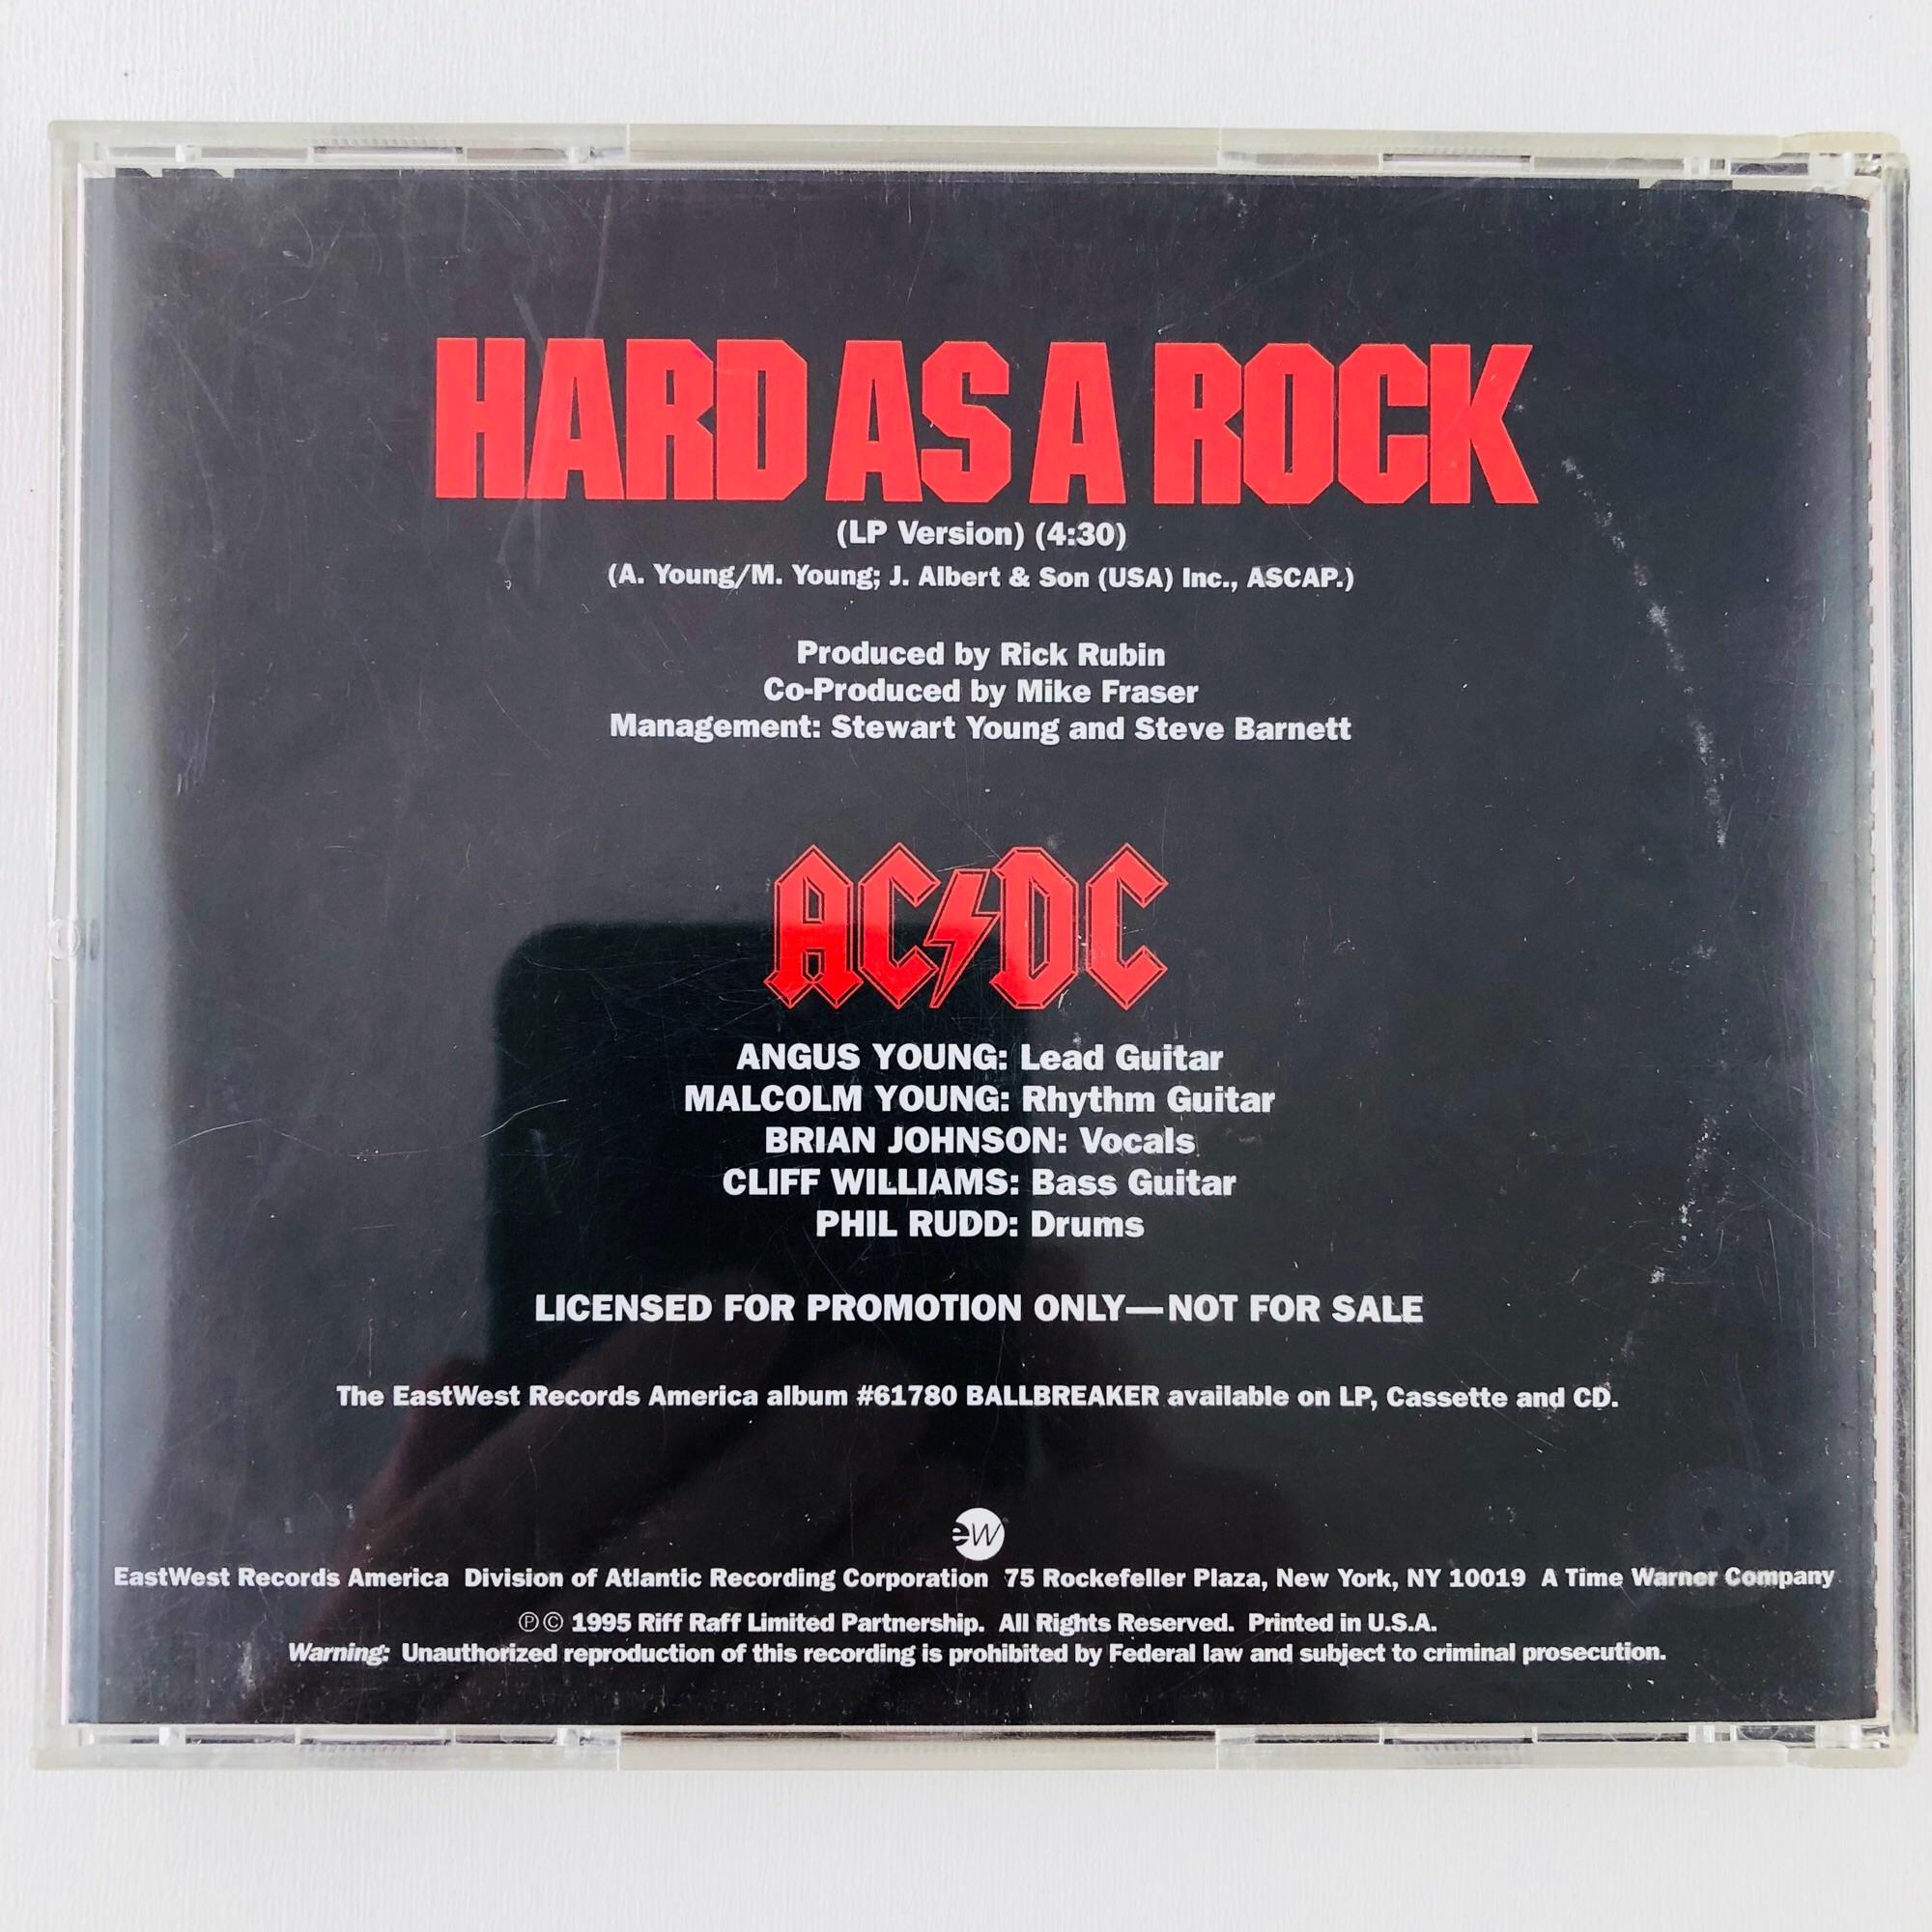 HARD AS A ROCK
(LP Version) (4:30)
(A. Young/M. Young; J. Albert & Son (USA) Inc., ASCAP.)
Produced by Rick Rubin
Co-Produced by Mike Fraser
Management: Stewart Young and Steve Barnett
AC⚡DC
ANGUS YOUNG: Lead Guitar
MALCOLM YOUNG: Rhythm Guitar
BRIAN JOHNSON: Vocals
CLIFF WILLIAMS: Bass Guitar
PHIL RUDD: Drums
LICENSED FOR PROMOTION ONLY—NOT FOR SALE
The EastWest Records America album #61780 BALLBREAKER available on LP, Cassette and CD.
ew
EastWest Records America Division of Atlantic Recording Corporation 75 Rockefeller Plaza, New York, NY 10019 A Time Warner Company
℗© 1995 Riff Raff Limited Partnership. All Rights Reserved. Printed in U.S.A.
Warning: Unauthorized reproduction of this recording is prohibited by Federal law and subject to criminal prosecution.